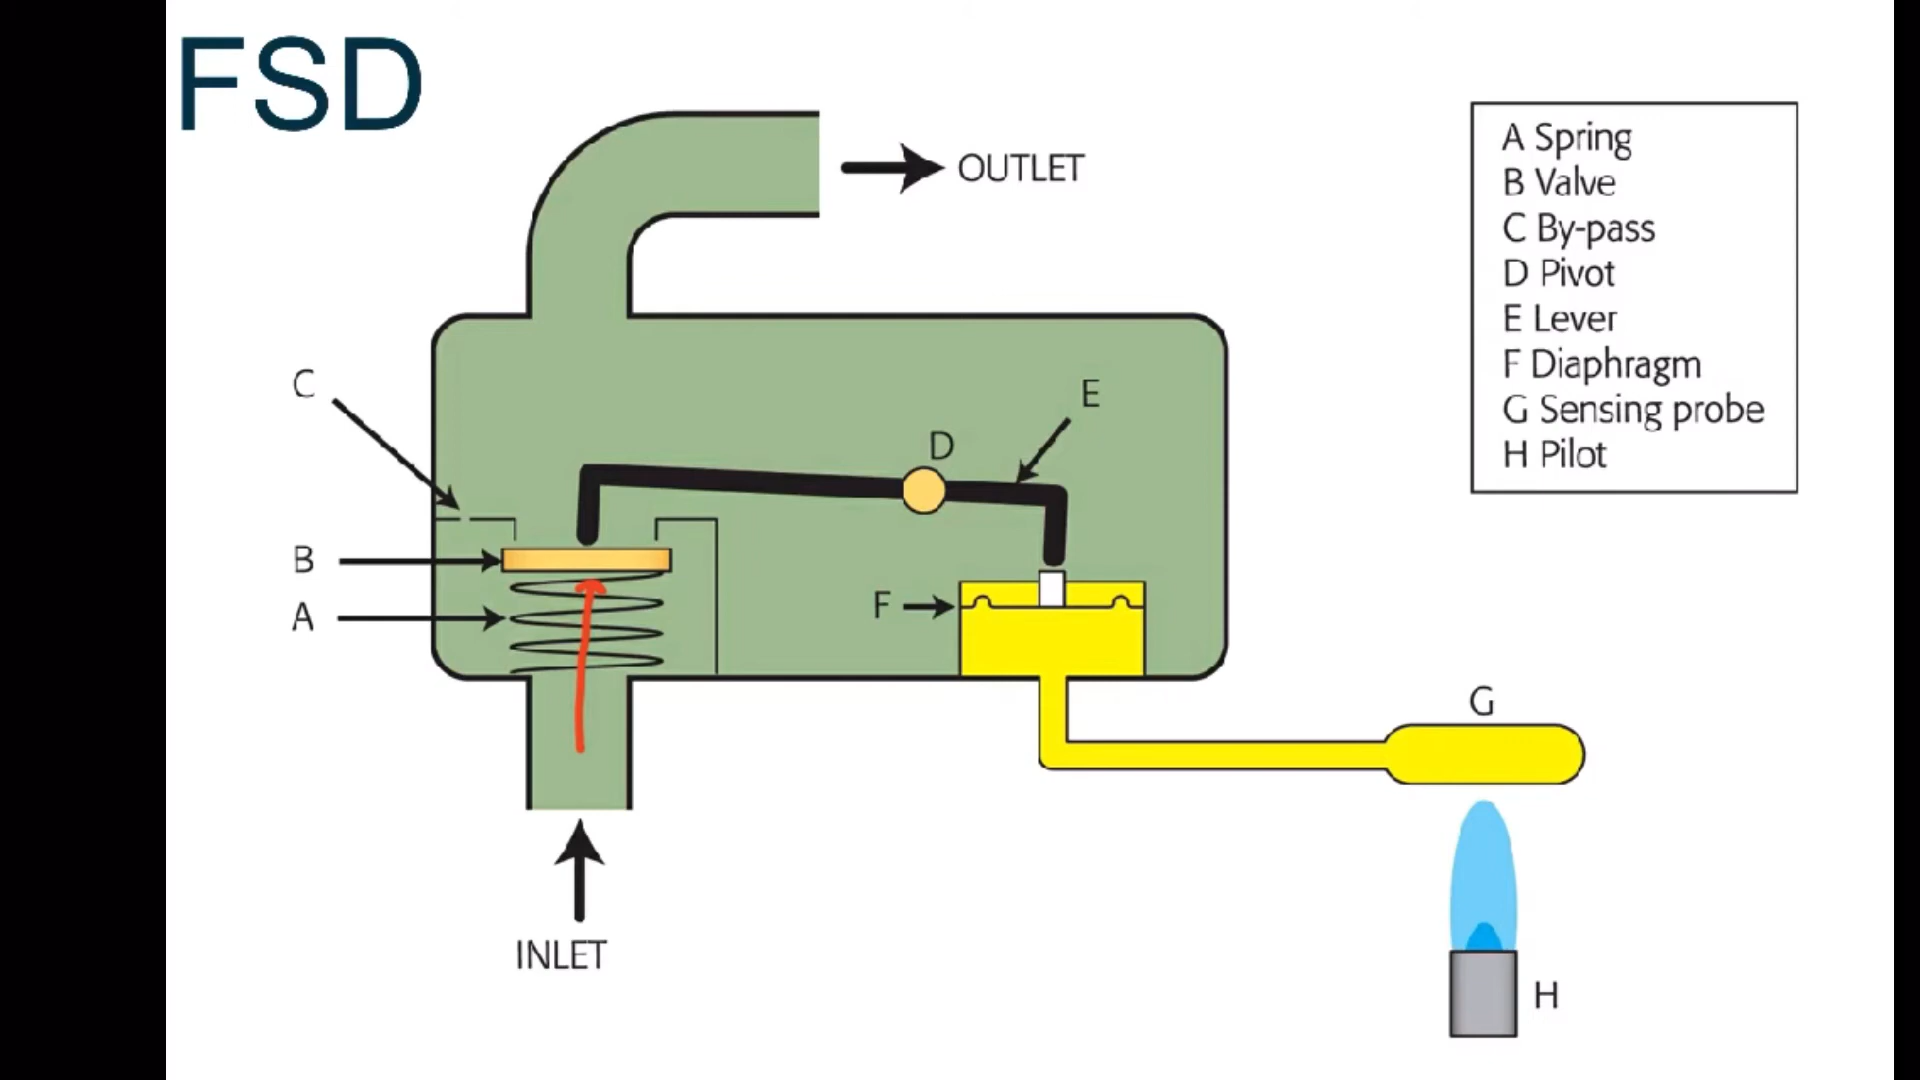 FSD
OUTLET
A Spring
B Valve
C By-pass
D Pivot
E Lever
F Diaphragm
G Sensing probe
H Pilot
C
E
D
B
A
F
G
INLET
H